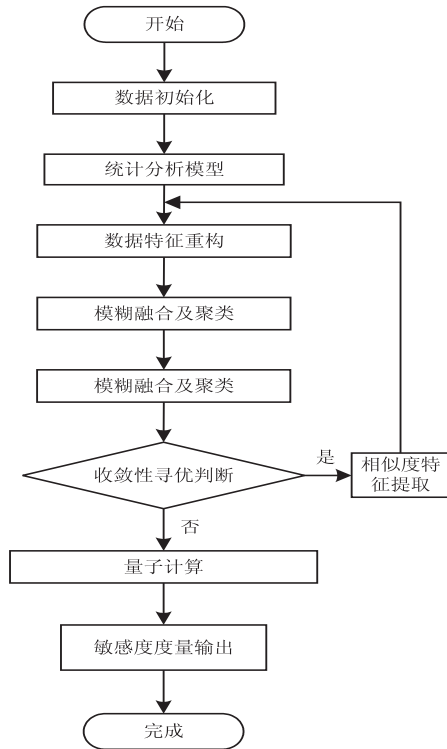 开始
数据初始化
统计分析模型
数据特征重构
模糊融合及聚类
模糊融合及聚类
收敛性寻优判断
是
相似度特
征提取
否
量子计算
敏感度度量输出
完成